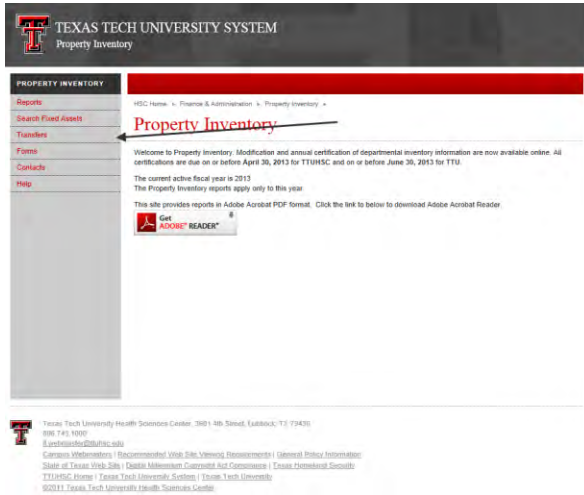 TEXAS TECH UNIVERSITY SYSTEM
Property Inventory
PROPERTY INVENTORY
Reports
Search Fixed Assets
Transfers
Forms
Contacts
Help
HSC Home > Finance & Administration > Property Inventory >
Property Inventory
Welcome to Property Inventory. Modification and annual certification of departmental inventory information are now available online. All
certifications are due on or before April 30, 2013 for TTUHSC and on or before June 30, 2013 for TTU.
The current active fiscal year is 2013
The Property Inventory reports apply only to this year.
This site provides reports in Adobe Acrobat PDF format. Click the link to below to download Adobe Acrobat Reader.
Get
ADOBE® READER®
Texas Tech University Health Sciences Center, 3601 4th Street, Lubbock, TX 79430
806.743.1000
Campus Webmasters | Recommended Web Site Viewing Requirements | General Policy Information
State of Texas Web Site | Digital Millennium Copyright Act Compliance | Texas Homeland Security
TTUHSC Home | Texas Tech University System | Texas Tech University
©2011 Texas Tech University Health Sciences Center